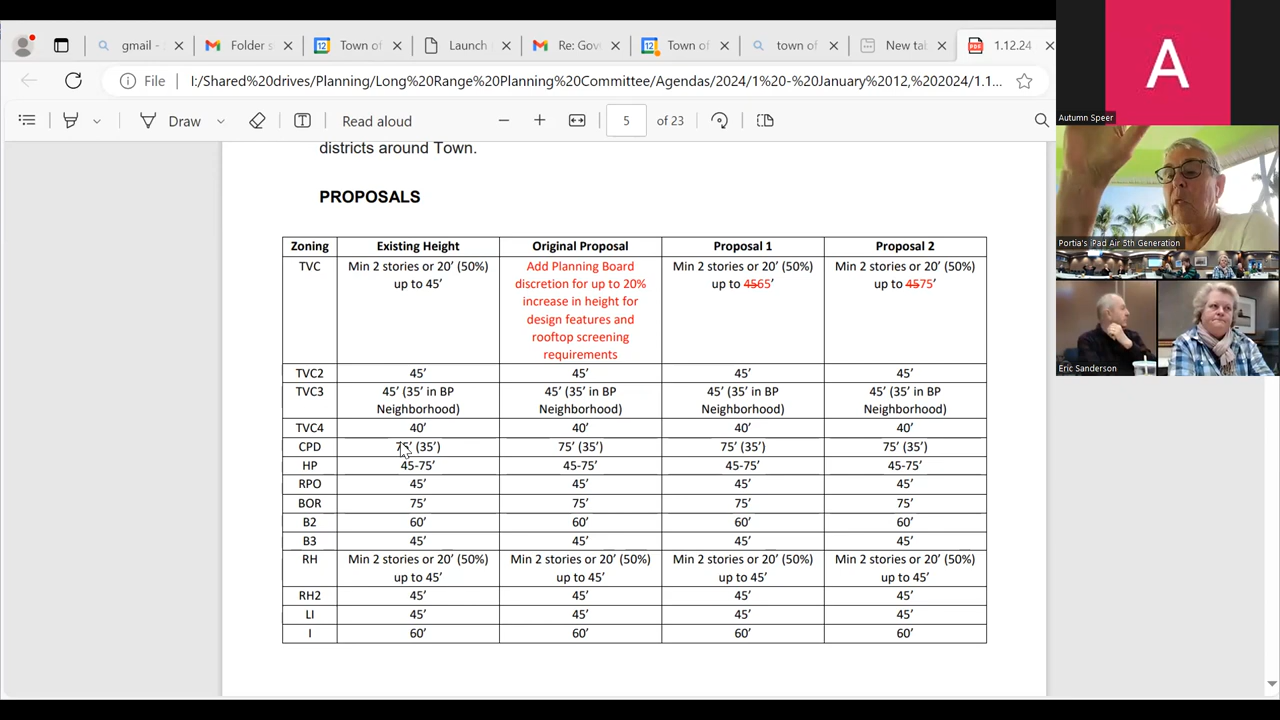 gmail -
Folder s
Town of
Launch
Re: Gov
Town of
town of
New tab
1.12.24
File
I:/Shared%20drives/Planning/Long%20Range%20Planning%20Committee/Agendas/2024/1%20-%20January%2012,%202024/1.1...
Draw
Read aloud
5
of 23
districts around Town.
PROPOSALS
Zoning Existing Height Original Proposal Proposal 1 Proposal 2
TVC
Min 2 stories or 20’ (50%)
up to 45’
Add Planning Board
discretion for up to 20%
increase in height for
design features and
rooftop screening
requirements
Min 2 stories or 20’ (50%)
up to 4565’
Min 2 stories or 20’ (50%)
up to 4575’
TVC2 45’ 45’ 45’ 45’
TVC3
45’ (35’ in BP
Neighborhood)
45’ (35’ in BP
Neighborhood)
45’ (35’ in BP
Neighborhood)
45’ (35’ in BP
Neighborhood)
TVC4 40’ 40’ 40’ 40’
CPD 75’ (35’) 75’ (35’) 75’ (35’) 75’ (35’)
HP 45-75’ 45-75’ 45-75’ 45-75’
RPO 45’ 45’ 45’ 45’
BOR 75’ 75’ 75’ 75’
B2 60’ 60’ 60’ 60’
B3 45’ 45’ 45’ 45’
RH
Min 2 stories or 20’ (50%)
up to 45’
Min 2 stories or 20’ (50%)
up to 45’
Min 2 stories or 20’ (50%)
up to 45’
Min 2 stories or 20’ (50%)
up to 45’
RH2 45’ 45’ 45’ 45’
LI 45’ 45’ 45’ 45’
I 60’ 60’ 60’ 60’
A
Autumn Speer
Portia's iPad Air 5th Generation
Eric Sanderson